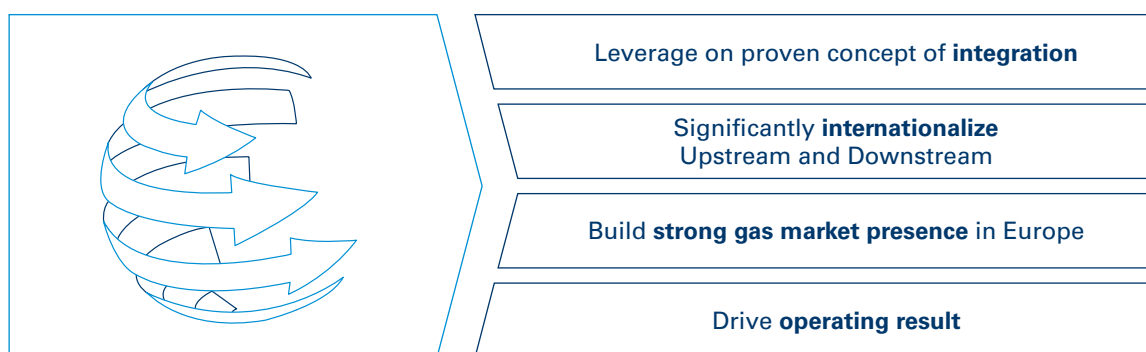 Leverage on proven concept of integration
Significantly internationalize
Upstream and Downstream
Build strong gas market presence in Europe
Drive operating result